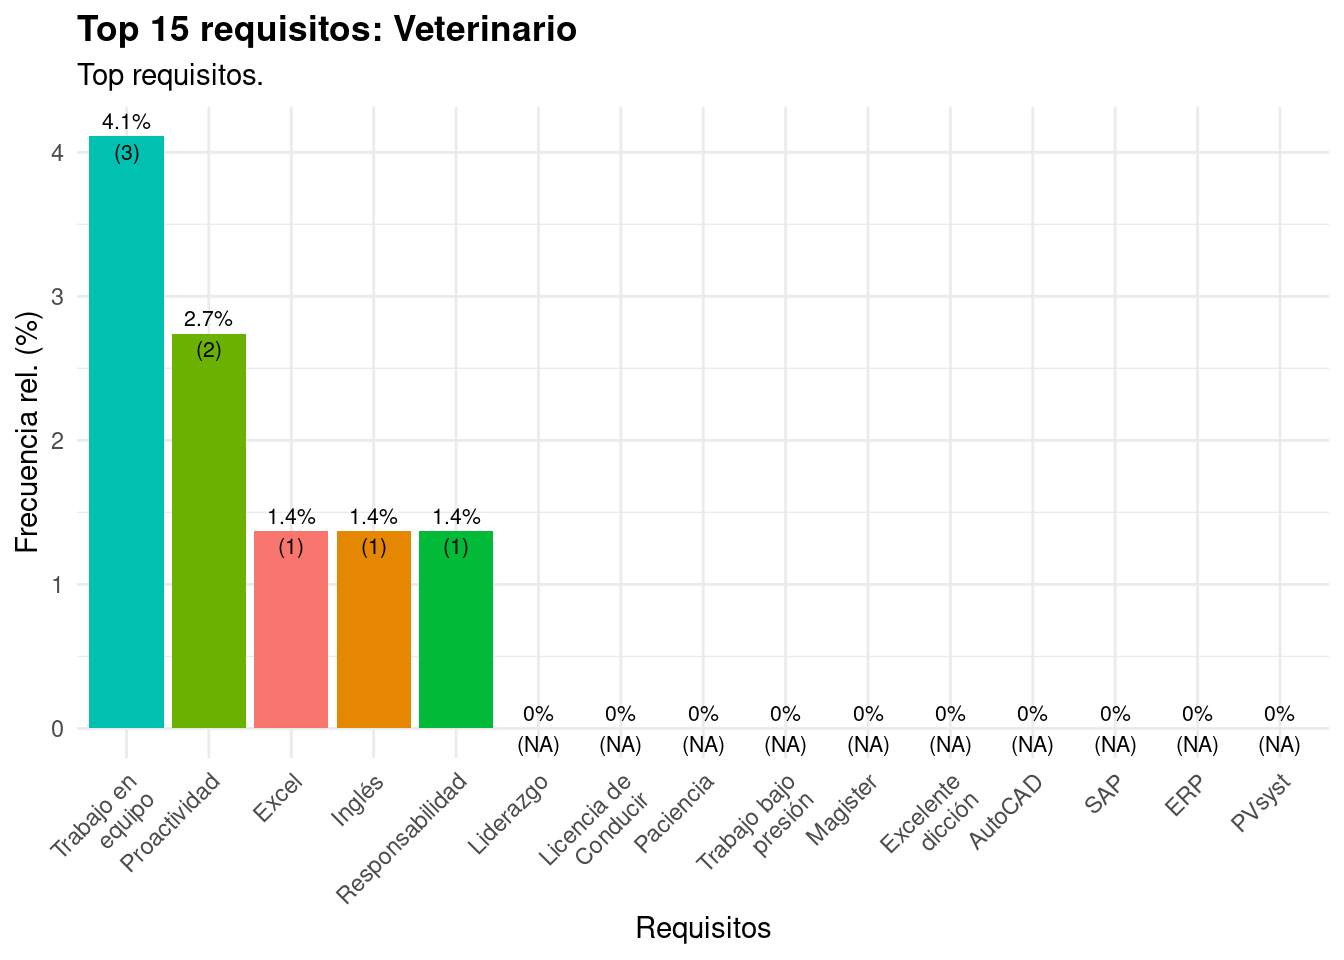 Top 15 requisitos: Veterinario
Top requisitos.
Frecuencia rel. (%)
4
3
2
1
0
4.1%
(3)
2.7%
(2)
1.4%
(1)
1.4%
(1)
1.4%
(1)
0%
(NA)
0%
(NA)
0%
(NA)
0%
(NA)
0%
(NA)
0%
(NA)
0%
(NA)
0%
(NA)
0%
(NA)
0%
(NA)
Trabajo en
equipo
Proactividad
Excel
Inglés
Responsabilidad
Liderazgo
Licencia de
Conducir
Paciencia
Trabajo bajo
presión
Magister
Excelente
dicción
AutoCAD
SAP
ERP
PVsyst
Requisitos